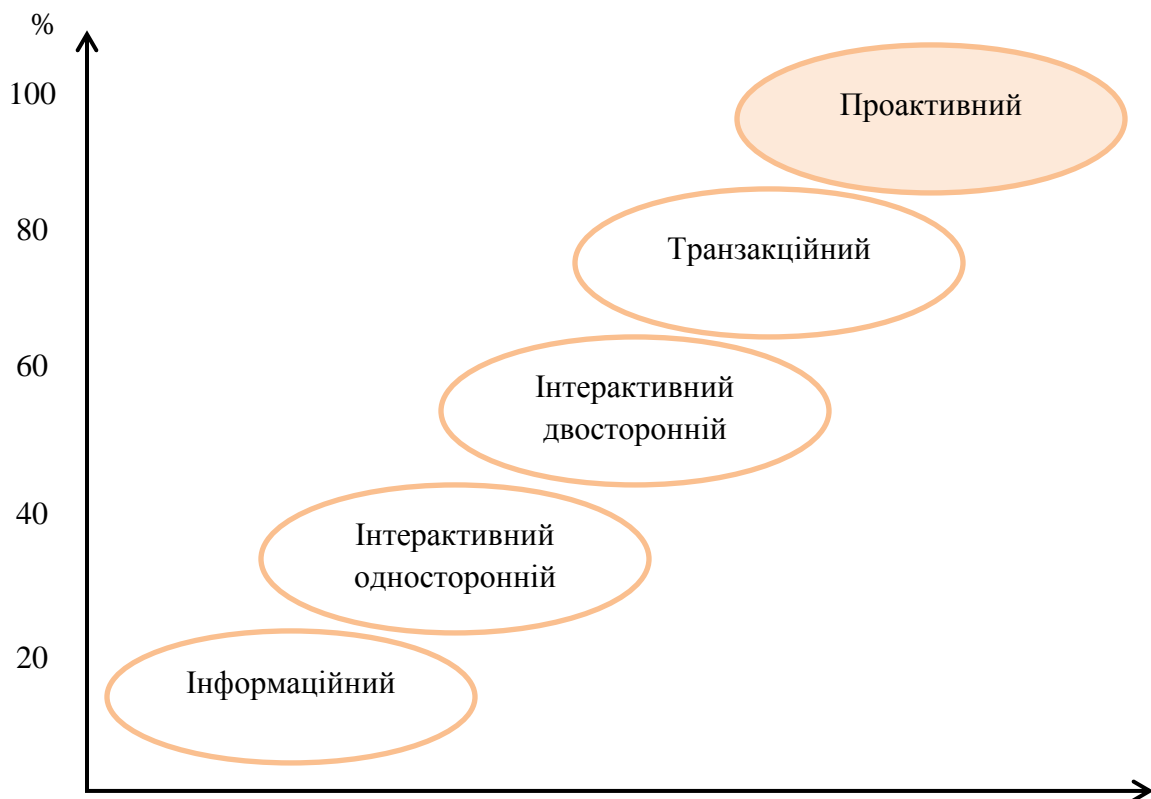 %
100
Проактивний
80
Транзакційний
60
Інтерактивний
двосторонній
40
Інтерактивний
односторонній
20
Інформаційний